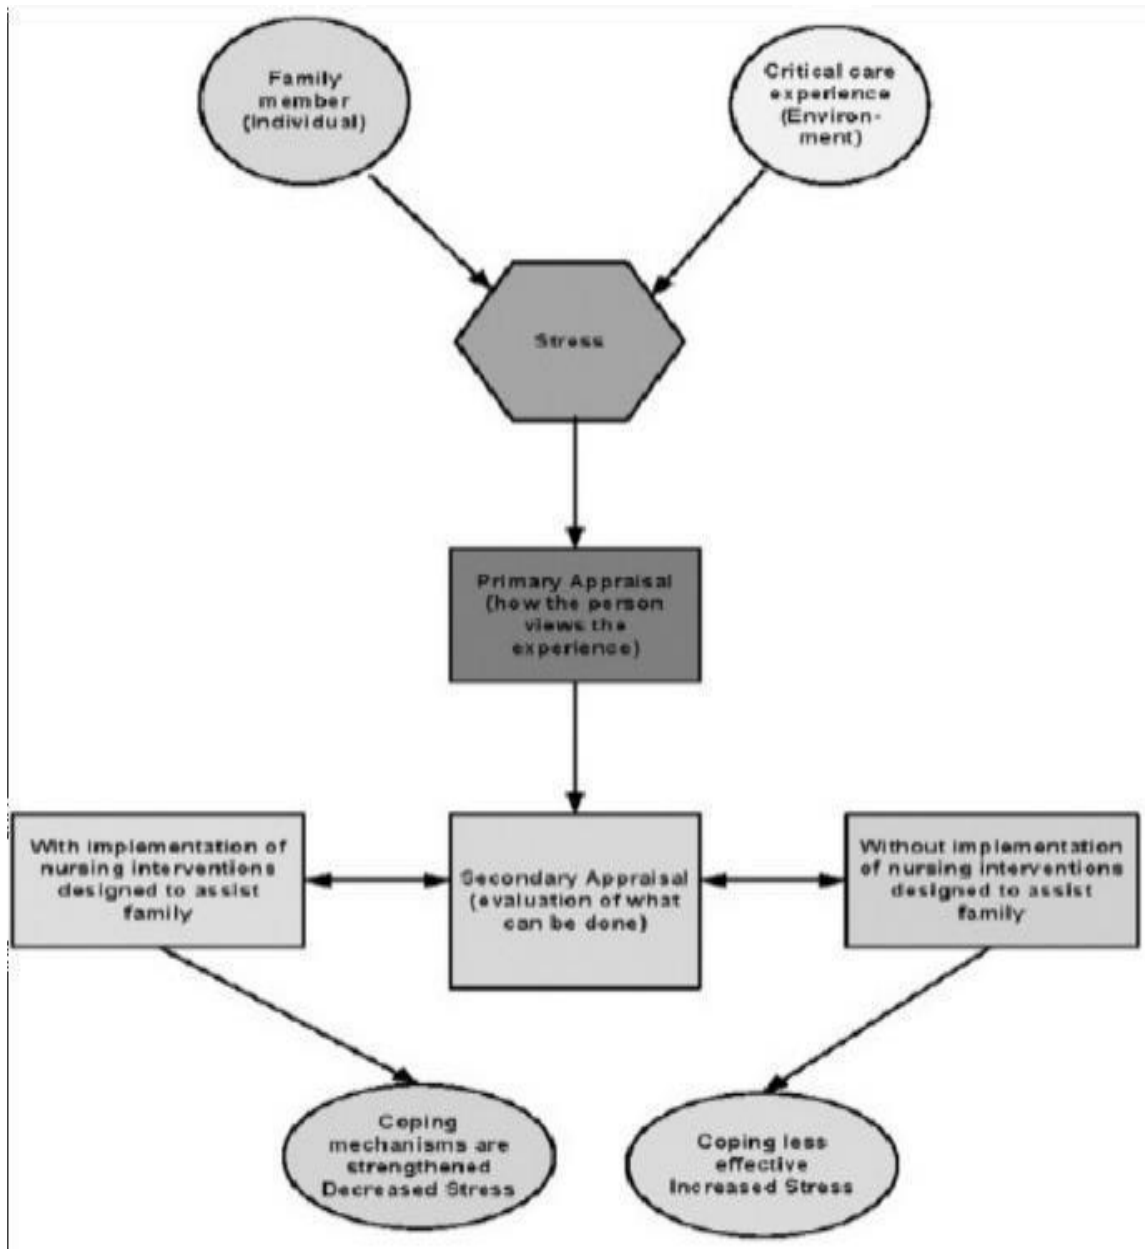 Family
member
(Individual)
Critical care
experience
(Environ-
ment)
Stress
Primary Appraisal
(how the person
views the
experience)
With implementation of
nursing interventions
designed to assist
family
Secondary Appraisal
(evaluation of what
can be done)
Without implementation
of nursing interventions
designed to assist
family
Coping
mechanisms are
strengthened
Decreased Stress
Coping less
effective
Increased Stress